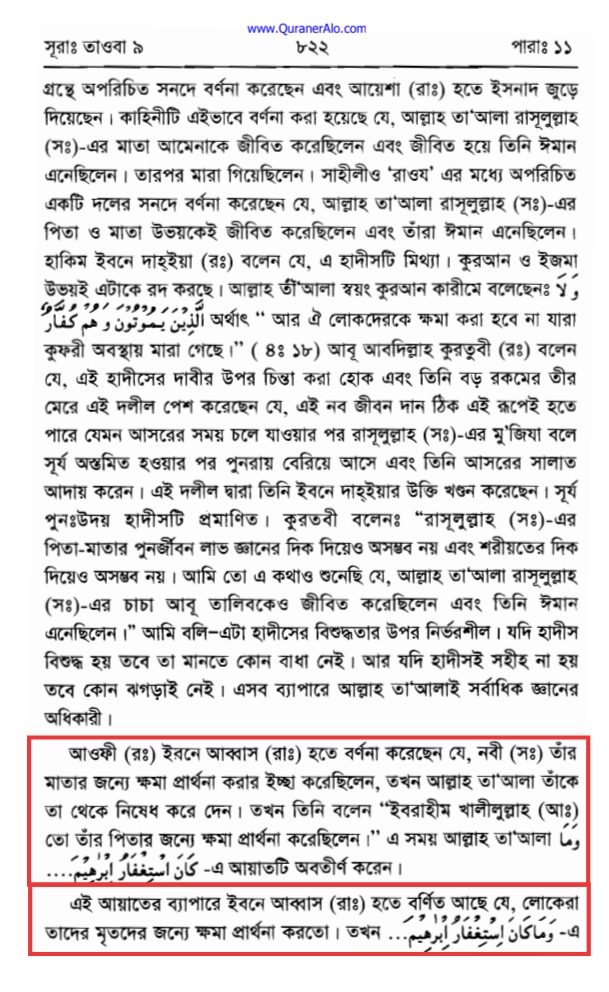 www.QuranerAlo.com
সূরাঃ তাওবা ৯ ৮২২ পারাঃ ১১
গ্রন্থে অপরিচিত সনদে বর্ণনা করেছেন এবং আয়েশা (রাঃ) হতে ইসনাদ জুড়ে
দিয়েছেন। কাহিনীটি এইভাবে বর্ণনা করা হয়েছে যে, আল্লাহ তা'আলা রাসূলুল্লাহ
(সঃ)-এর মাতা আমেনাকে জীবিত করেছিলেন এবং জীবিত হয়ে তিনি ঈমান
এনেছিলেন। তারপর মারা গিয়েছিলেন। সাহীলীও 'রাওয' এর মধ্যে অপরিচিত
একটি দলের সনদে বর্ণনা করেছেন যে, আল্লাহ তা'আলা রাসূলুল্লাহ (সঃ)-এর
পিতা ও মাতা উভয়কেই জীবিত করেছিলেন এবং তাঁরা ঈমান এনেছিলেন।
হাকিম ইবনে দাহ্ইয়া (রঃ) বলেন যে, এ হাদীসটি মিথ্যা। কুরআন ও ইজমা
উভয়ই এটাকে রদ করছে। আল্লাহ তা'আলা স্বয়ং কুরআন কারীমে বলেছেনঃ وَلَا
الَّذِينَ يَمُوتُونَ وَ هُمْ كُفَّارٌ অর্থাৎ “ আর ঐ লোকদেরকে ক্ষমা করা হবে না যারা
কুফরী অবস্থায় মারা গেছে।” ( ৪ঃ ১৮) আবূ আবদিল্লাহ কুরতুবী (রঃ) বলেন
যে, এই হাদীসের দাবীর উপর চিন্তা করা হোক এবং তিনি বড় রকমের তীর
মেরে এই দলীল পেশ করেছেন যে, এই নব জীবন দান ঠিক এই রূপেই হতে
পারে যেমন আসরের সময় চলে যাওয়ার পর রাসূলুল্লাহ (সঃ)-এর মু'জিযা বলে
সূর্য অস্তমিত হওয়ার পর পুনরায় বেরিয়ে আসে এবং তিনি আসরের সালাত
আদায় করেন। এই দলীল দ্বারা তিনি ইবনে দাহ্ইয়ার উক্তি খণ্ডন করেছেন। সূর্য
পুনঃউদয় হাদীসটি প্রমাণিত। কুরতবী বলেনঃ “রাসূলুল্লাহ (সঃ)-এর
পিতা-মাতার পুনর্জীবন লাভ জ্ঞানের দিক দিয়েও অসম্ভব নয় এবং শরীয়তের দিক
দিয়েও অসম্ভব নয়। আমি তো এ কথাও শুনেছি যে, আল্লাহ তা'আলা রাসূলুল্লাহ
(সঃ)-এর চাচা আবূ তালিবকেও জীবিত করেছিলেন এবং তিনি ঈমান
এনেছিলেন।” আমি বলি–এটা হাদীসের বিশুদ্ধতার উপর নির্ভরশীল। যদি হাদীস
বিশুদ্ধ হয় তবে তা মানতে কোন বাধা নেই। আর যদি হাদীসই সহীহ না হয়
তবে কোন ঝগড়াই নেই। এসব ব্যাপারে আল্লাহ তা'আলাই সর্বাধিক জ্ঞানের
অধিকারী।
আওফী (রঃ) ইবনে আব্বাস (রাঃ) হতে বর্ণনা করেছেন যে, নবী (সঃ) তাঁর
মাতার জন্যে ক্ষমা প্রার্থনা করার ইচ্ছা করেছিলেন, তখন আল্লাহ তা'আলা তাঁকে
তা থেকে নিষেধ করে দেন। তখন তিনি বলেন “ইবরাহীম খালীলুল্লাহ (আঃ)
তো তাঁর পিতার জন্যে ক্ষমা প্রার্থনা করেছিলেন।” এ সময় আল্লাহ তা'আলা وَمَا
كَانَ اسْتِغْفَارُ اِبْرٰهِيْمَ.... -এ আয়াতটি অবতীর্ণ করেন।
এই আয়াতের ব্যাপারে ইবনে আব্বাস (রাঃ) হতে বর্ণিত আছে যে, লোকেরা
তাদের মৃতদের জন্যে ক্ষমা প্রার্থনা করতো। তখন وَمَا كَانَ اِسْتِغْفَارُ اِبْرٰهِيْمَ... -এ